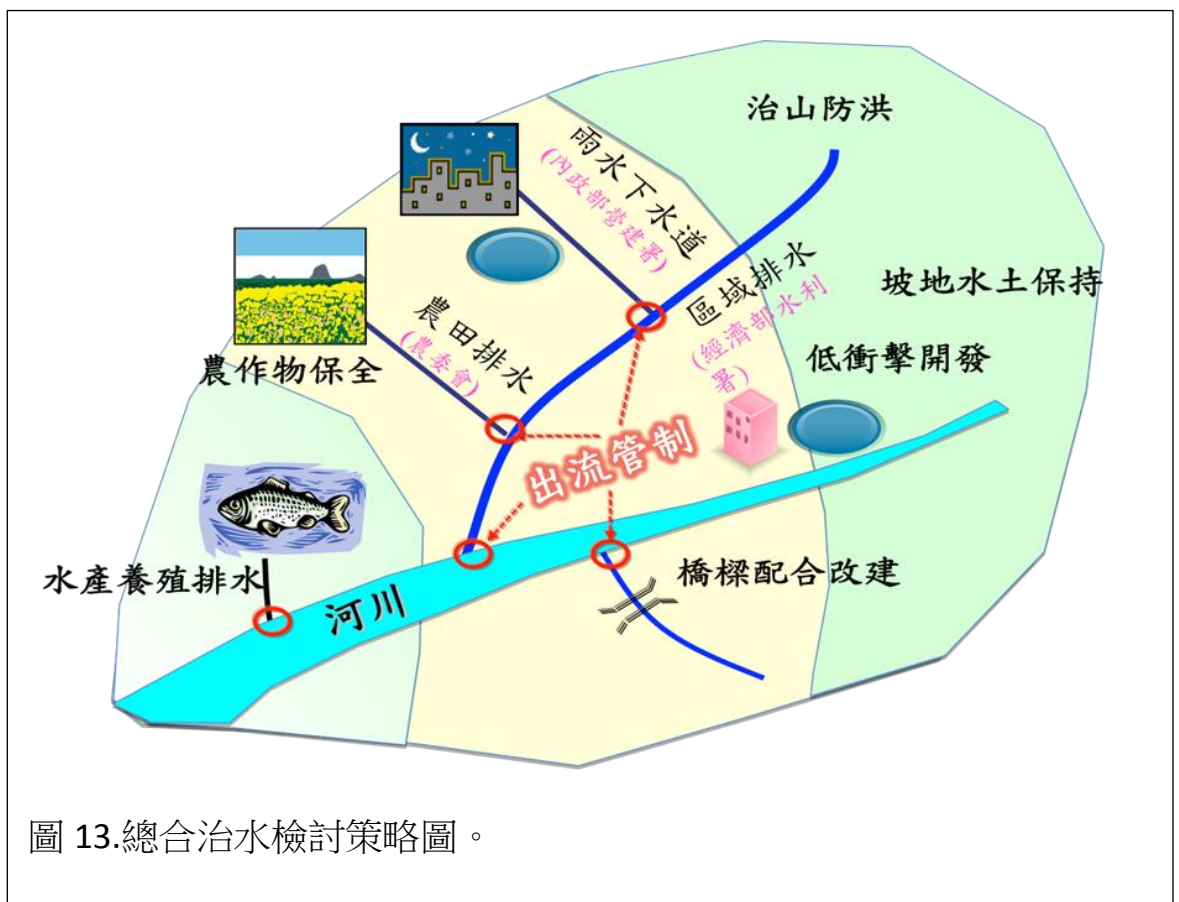 治山防洪
雨水下水道
(內政部營建署)
區域排水
(經濟部水利
署)
坡地水土保持
低衝擊開發
農田排水
(農委會)
農作物保全
出流管制
水產養殖排水
河川
橋樑配合改建
圖 13.總合治水檢討策略圖。